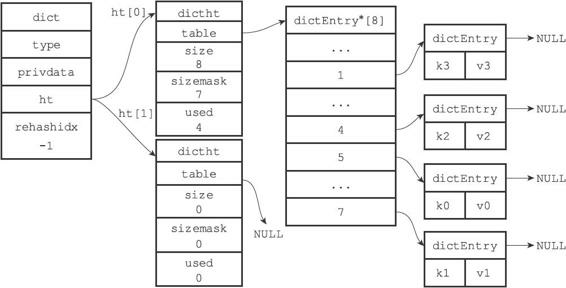 dict
type
privdata
ht
rehashidx
-1
ht[0]
ht[1]
dictht
table
size
8
sizemask
7
used
4
dictht
table
size
0
sizemask
0
used
0
NULL
dictEntry*[8]
...
1
...
4
5
...
7
dictEntry
k3 v3
NULL
dictEntry
k2 v2
NULL
dictEntry
k0 v0
NULL
dictEntry
k1 v1
NULL